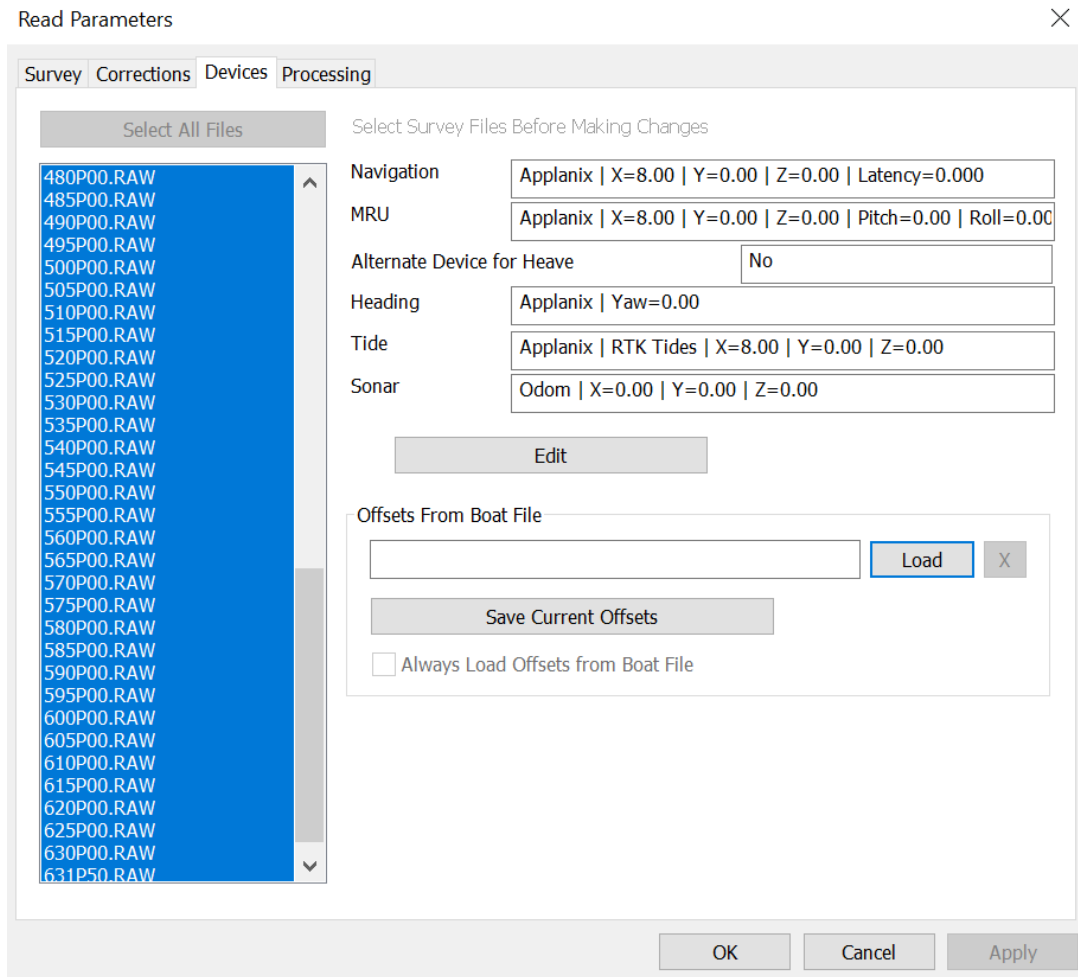 Read Parameters
Survey Corrections Devices Processing
Select All Files
Select Survey Files Before Making Changes
480P00.RAW
485P00.RAW
490P00.RAW
495P00.RAW
500P00.RAW
505P00.RAW
510P00.RAW
515P00.RAW
520P00.RAW
525P00.RAW
530P00.RAW
535P00.RAW
540P00.RAW
545P00.RAW
550P00.RAW
555P00.RAW
560P00.RAW
565P00.RAW
570P00.RAW
575P00.RAW
580P00.RAW
585P00.RAW
590P00.RAW
595P00.RAW
600P00.RAW
605P00.RAW
610P00.RAW
615P00.RAW
620P00.RAW
625P00.RAW
630P00.RAW
631P50.RAW
Navigation Applanix | X=8.00 | Y=0.00 | Z=0.00 | Latency=0.000
MRU Applanix | X=8.00 | Y=0.00 | Z=0.00 | Pitch=0.00 | Roll=0.00
Alternate Device for Heave No
Heading Applanix | Yaw=0.00
Tide Applanix | RTK Tides | X=8.00 | Y=0.00 | Z=0.00
Sonar Odom | X=0.00 | Y=0.00 | Z=0.00
Edit
Offsets From Boat File
Load X
Save Current Offsets
Always Load Offsets from Boat File
OK Cancel Apply